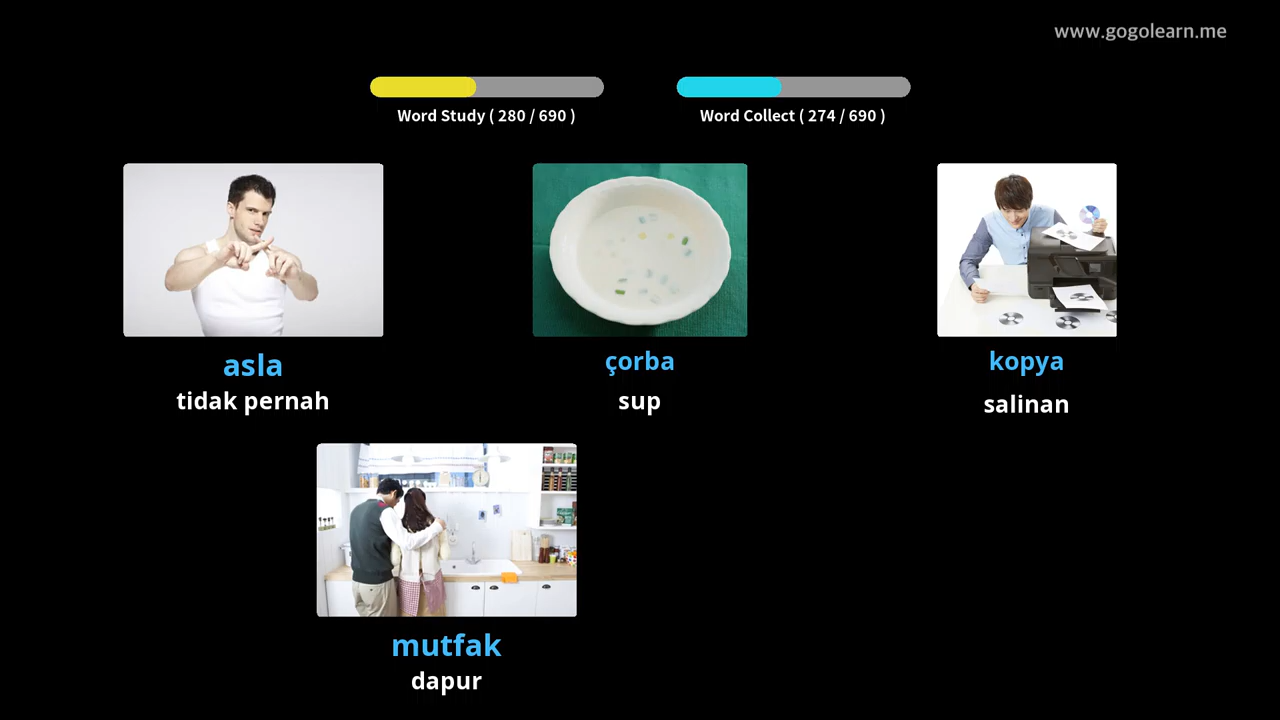 www.gogolearn.me
Word Study ( 280 / 690 )
Word Collect ( 274 / 690 )
asla
tidak pernah
çorba
sup
kopya
salinan
mutfak
dapur